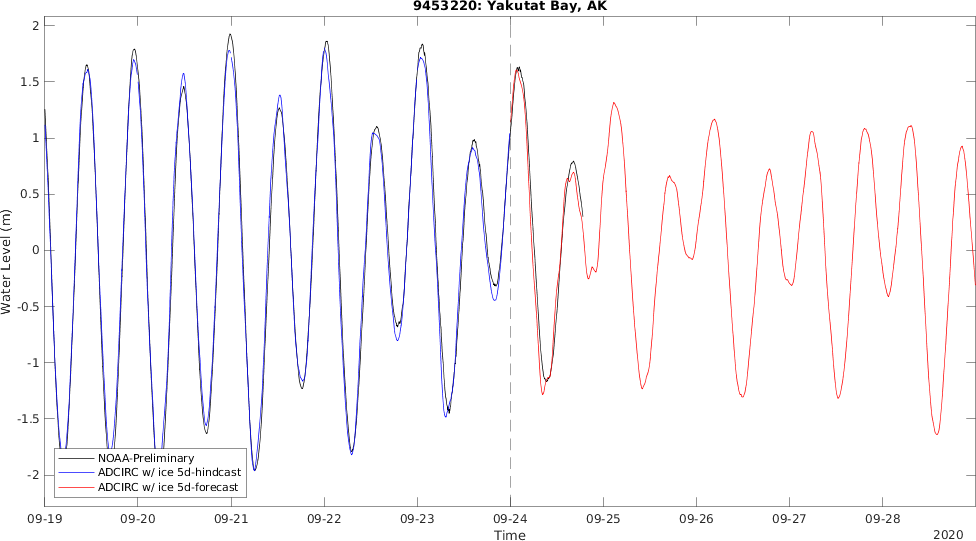 9453220: Yakutat Bay, AK
Water Level (m)
2
1.5
1
0.5
0
-0.5
-1
-1.5
-2
NOAA-Preliminary
ADCIRC w/ ice 5d-hindcast
ADCIRC w/ ice 5d-forecast
09-19 09-20 09-21 09-22 09-23 09-24 09-25 09-26 09-27 09-28
Time
2020